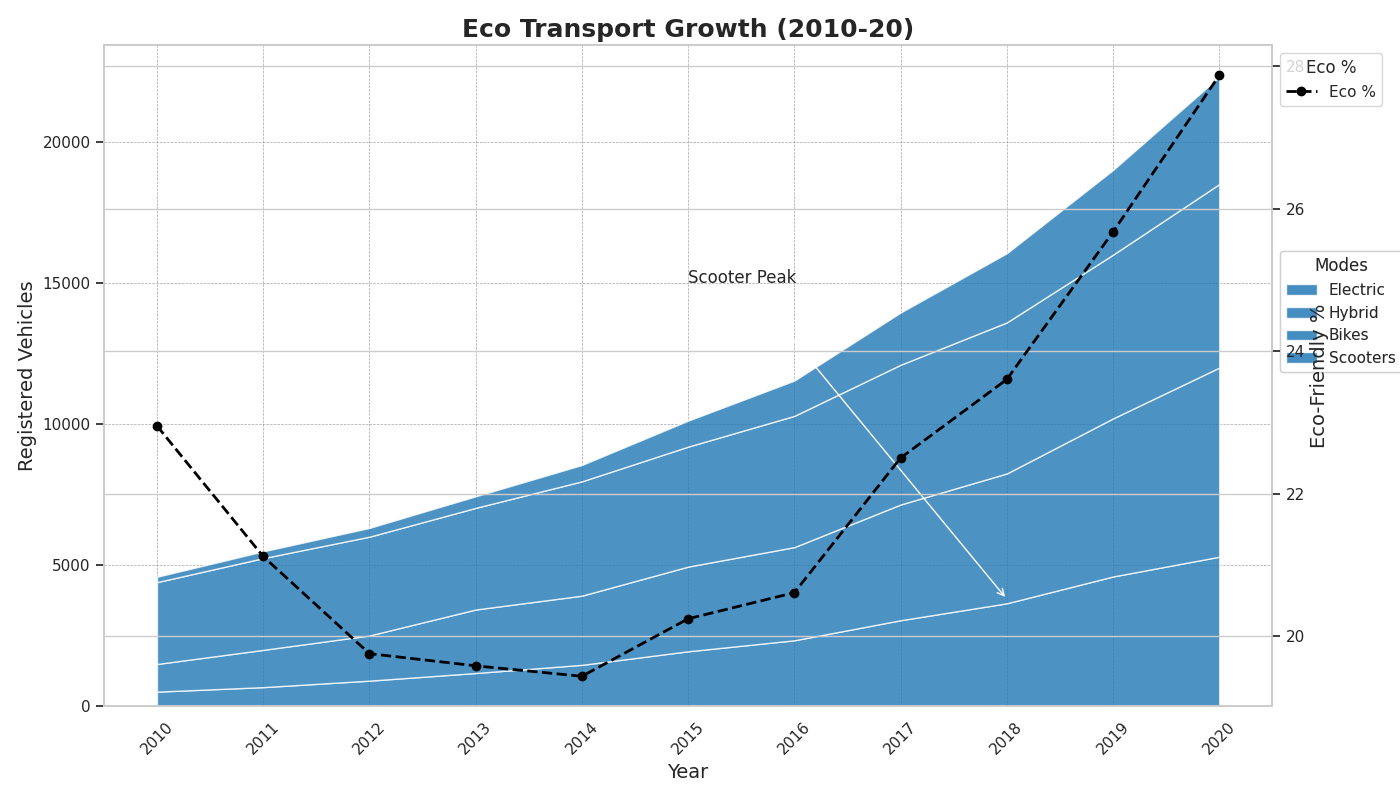 Eco Transport Growth (2010-20)
Registered Vehicles
20000
15000
10000
5000
0
Scooter Peak
2010
2011
2012
2013
2014
2015
2016
2017
2018
2019
2020
Year
28
26
24
22
20
Eco-Friendly %
Eco %
Eco %
Modes
Electric
Hybrid
Bikes
Scooters